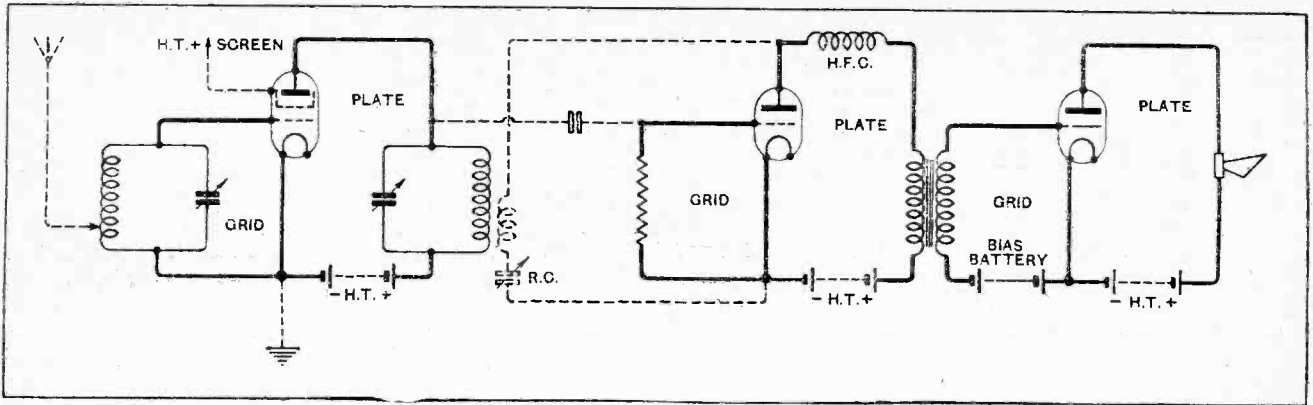 H.T.+ SCREEN
PLATE
GRID
- H.T. +
R.C.
H.F.C.
PLATE
GRID
- H.T. +
GRID
BIAS
BATTERY
PLATE
- H.T. +